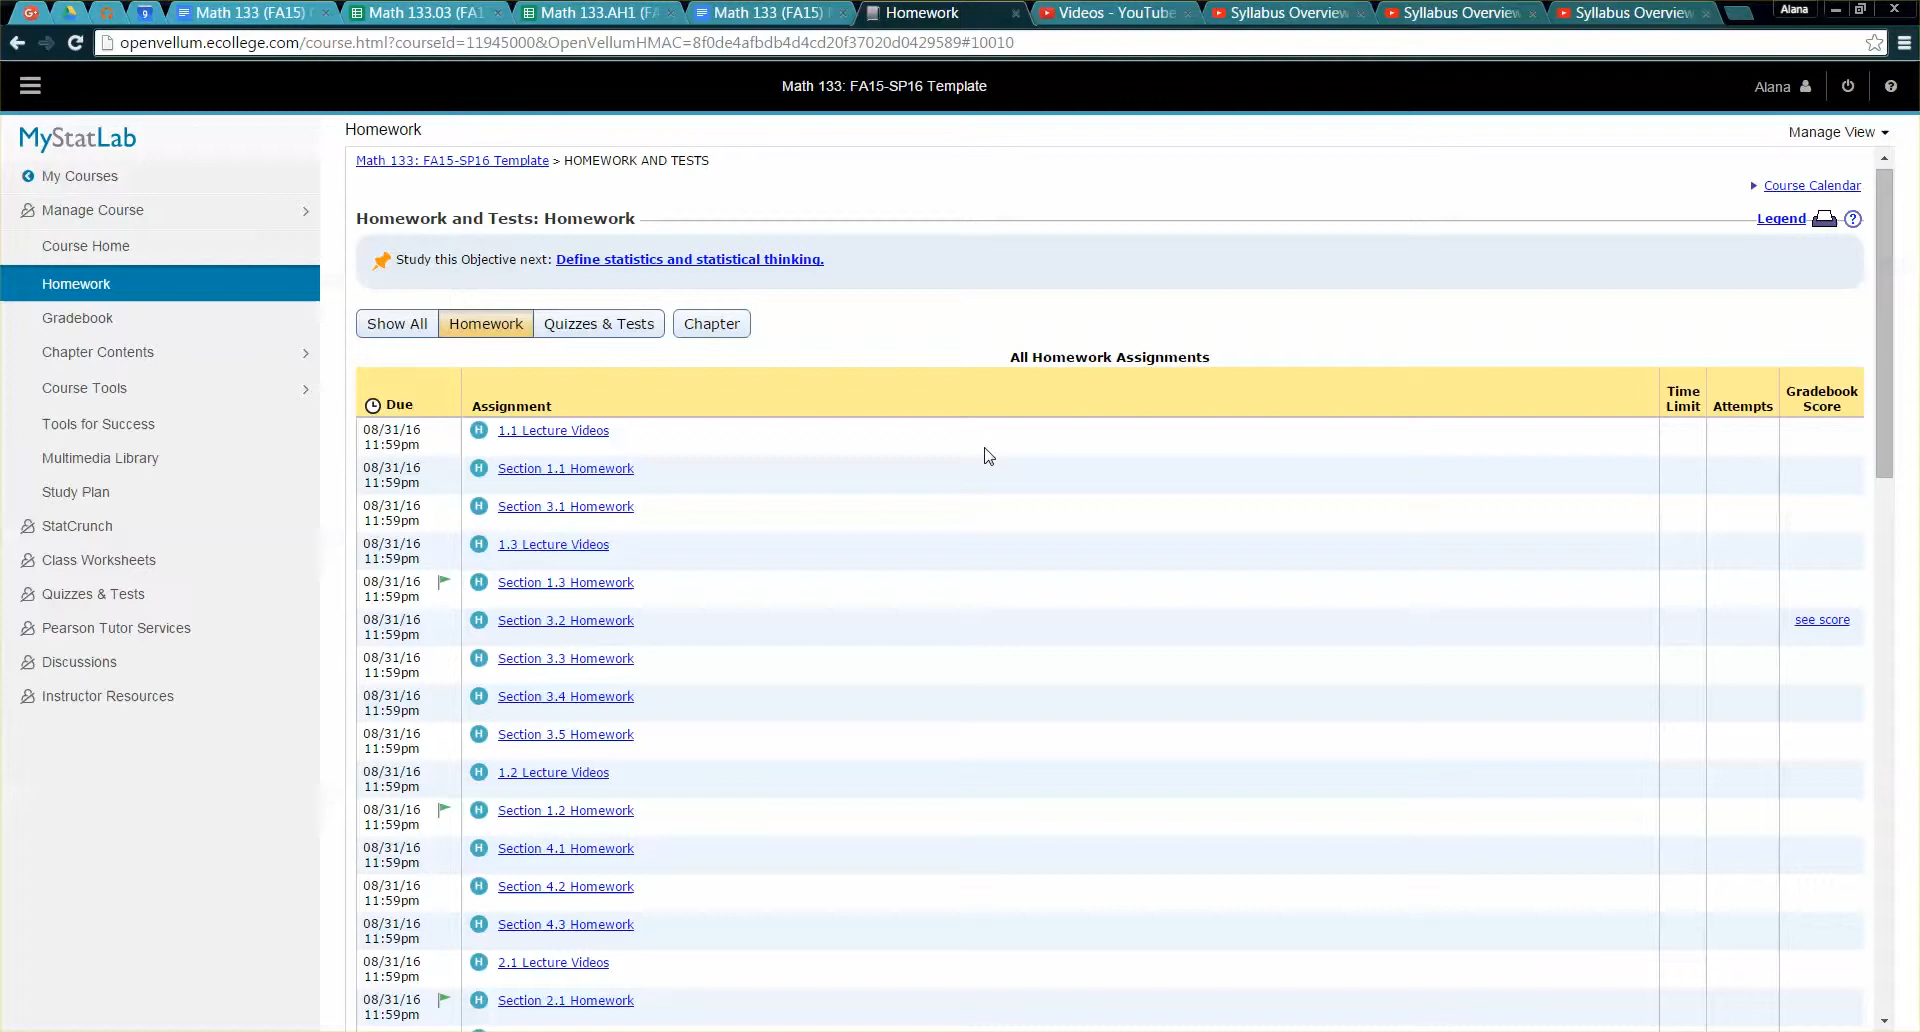 Math 133 (FA15)
Math 133.03 (FA1
Math 133.AH1 (FA
Math 133 (FA15)
Homework
Videos - YouTube
Syllabus Overview
Syllabus Overview
Syllabus Overview
Alana
openvellum.ecollege.com/course.html?courseId=11945000&OpenVellumHMAC=8f0de4afbdb4d4cd20f37020d0429589#10010
Math 133: FA15-SP16 Template
Alana
MyStatLab
My Courses
Manage Course
Course Home
Homework
Gradebook
Chapter Contents
Course Tools
Tools for Success
Multimedia Library
Study Plan
StatCrunch
Class Worksheets
Quizzes & Tests
Pearson Tutor Services
Discussions
Instructor Resources
Homework
Manage View
Math 133: FA15-SP16 Template > HOMEWORK AND TESTS
Course Calendar
Homework and Tests: Homework
Legend
Study this Objective next: Define statistics and statistical thinking.
Show All Homework Quizzes & Tests Chapter
All Homework Assignments
Due Assignment Time Limit Attempts Gradebook Score
08/31/16 11:59pm H 1.1 Lecture Videos
08/31/16 11:59pm H Section 1.1 Homework
08/31/16 11:59pm H Section 3.1 Homework
08/31/16 11:59pm H 1.3 Lecture Videos
08/31/16 11:59pm H Section 1.3 Homework
08/31/16 11:59pm H Section 3.2 Homework see score
08/31/16 11:59pm H Section 3.3 Homework
08/31/16 11:59pm H Section 3.4 Homework
08/31/16 11:59pm H Section 3.5 Homework
08/31/16 11:59pm H 1.2 Lecture Videos
08/31/16 11:59pm H Section 1.2 Homework
08/31/16 11:59pm H Section 4.1 Homework
08/31/16 11:59pm H Section 4.2 Homework
08/31/16 11:59pm H Section 4.3 Homework
08/31/16 11:59pm H 2.1 Lecture Videos
08/31/16 11:59pm H Section 2.1 Homework